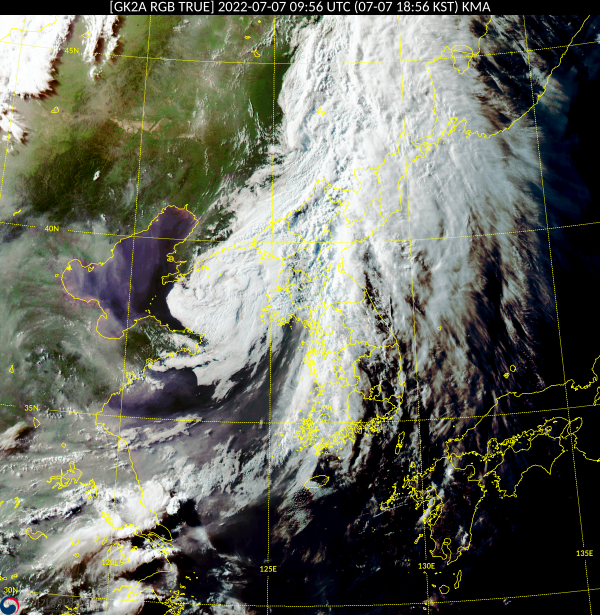 [GK2A RGB TRUE] 2022-07-07 09:56 UTC (07-07 18:56 KST) KMA
45N
40N
35N
125E
130E
135E
120E
30N